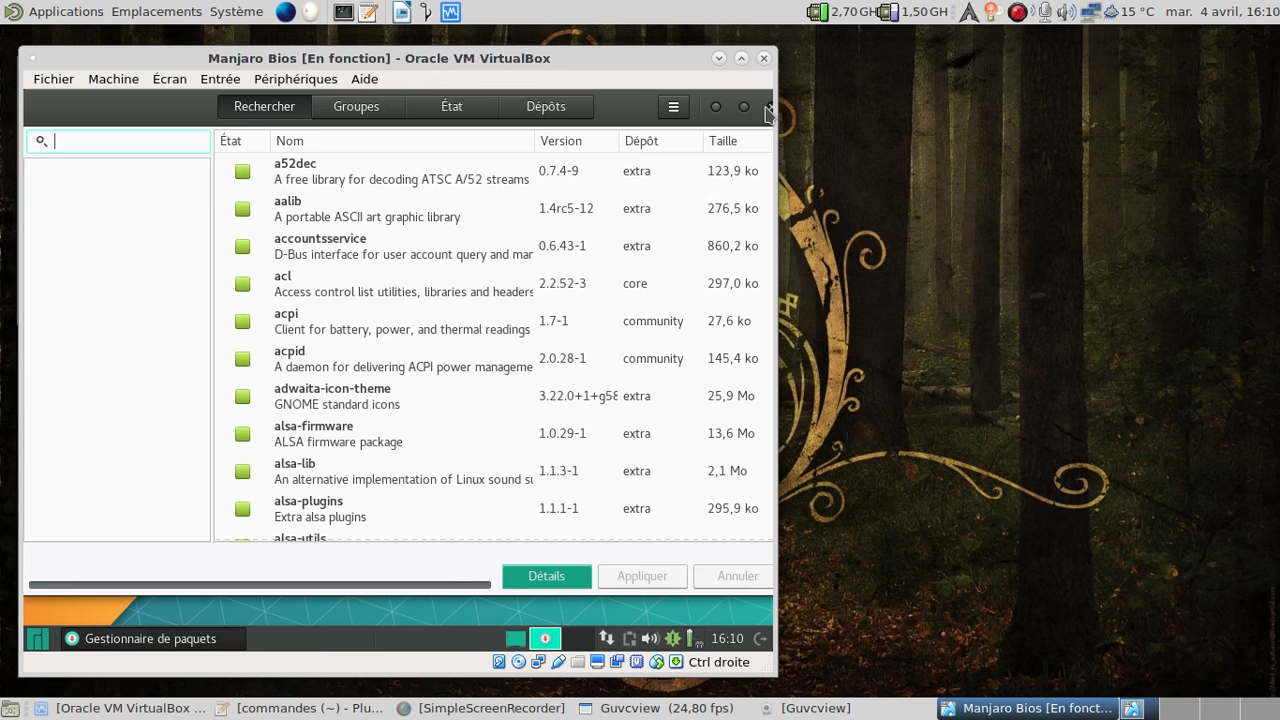 Applications Emplacements Système 2,70 GH 1,50 GH 15 °C mar. 4 avril, 16:10
Manjaro Bios [En fonction] - Oracle VM VirtualBox
Fichier Machine Écran Entrée Périphériques Aide
Rechercher Groupes État Dépôts
État Nom Version Dépôt Taille
a52dec
A free library for decoding ATSC A/52 streams 0.7.4-9 extra 123,9 ko
aalib
A portable ASCII art graphic library 1.4rc5-12 extra 276,5 ko
accountsservice
D-Bus interface for user account query and mar 0.6.43-1 extra 860,2 ko
acl
Access control list utilities, libraries and headers 2.2.52-3 core 297,0 ko
acpi
Client for battery, power, and thermal readings 1.7-1 community 27,6 ko
acpid
A daemon for delivering ACPI power manageme 2.0.28-1 community 145,4 ko
adwaita-icon-theme
GNOME standard icons 3.22.0+1+g58 extra 25,9 Mo
alsa-firmware
ALSA firmware package 1.0.29-1 extra 13,6 Mo
alsa-lib
An alternative implementation of Linux sound su 1.1.3-1 extra 2,1 Mo
alsa-plugins
Extra alsa plugins 1.1.1-1 extra 295,9 ko
alsa-utils
Détails Appliquer Annuler
Gestionnaire de paquets 16:10
Ctrl droite
[Oracle VM VirtualBox ... [commandes (~) - Plu... [SimpleScreenRecorder] Guvcview (24,80 fps) [Guvcview] Manjaro Bios [En fonct...